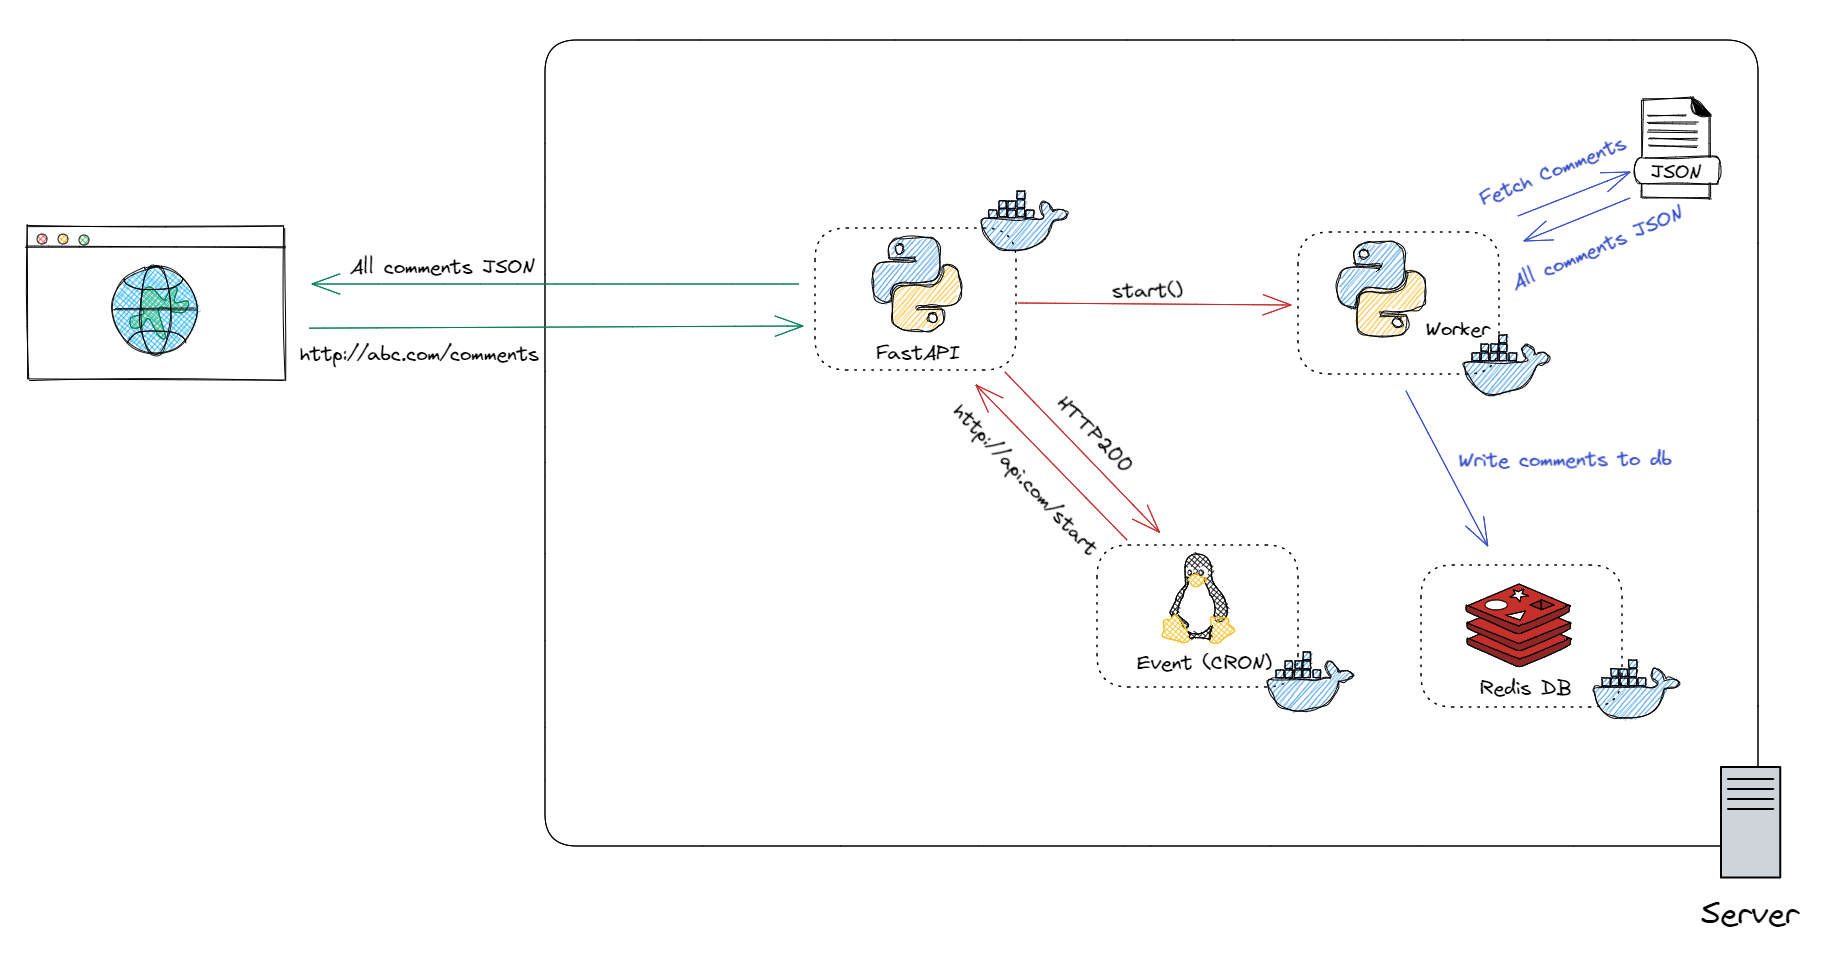 JSON
Fetch Comments
All comments JSON
All comments JSON
http://abc.com/comments
FastAPI
start()
Worker
HTTP200
http://api.com/start
Write comments to db
Event (CRON)
Redis DB
Server